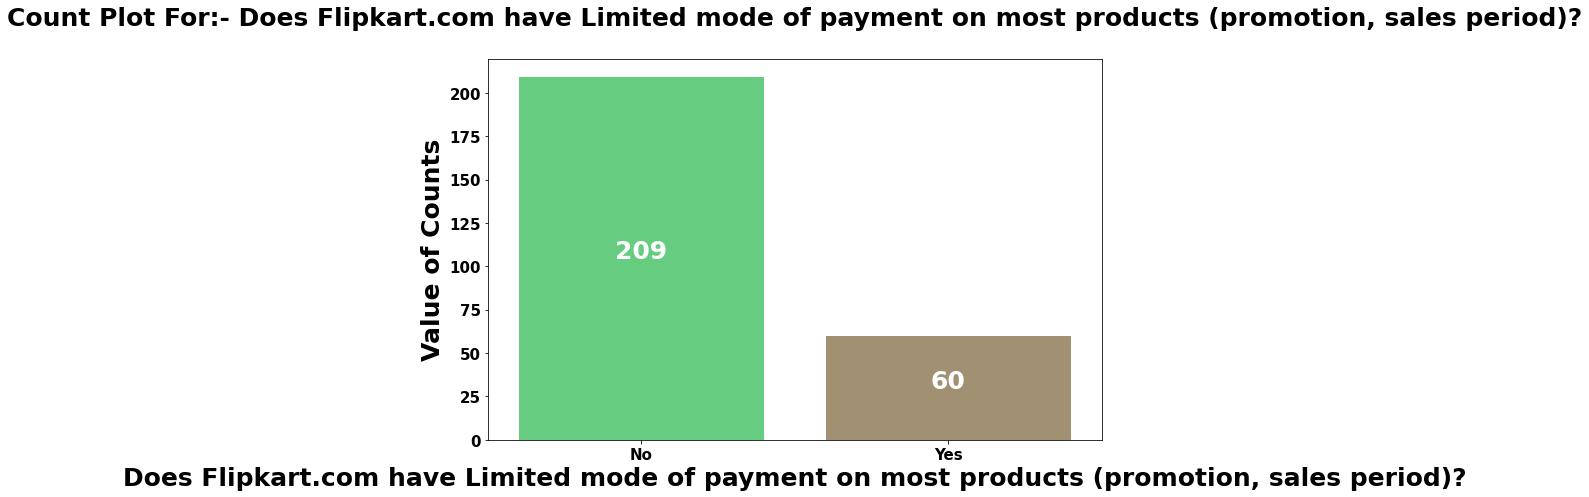 Count Plot For:- Does Flipkart.com have Limited mode of payment on most products (promotion, sales period)?
Value of Counts
200
175
150
125
100
75
50
25
0
209
60
No Yes
Does Flipkart.com have Limited mode of payment on most products (promotion, sales period)?